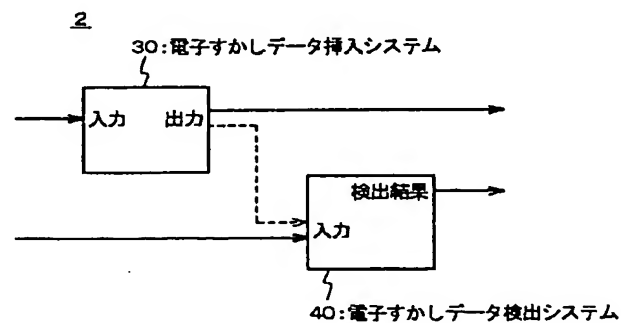 2
30:電子すかしデータ挿入システム
入力 出力
検出結果
入力
40:電子すかしデータ検出システム